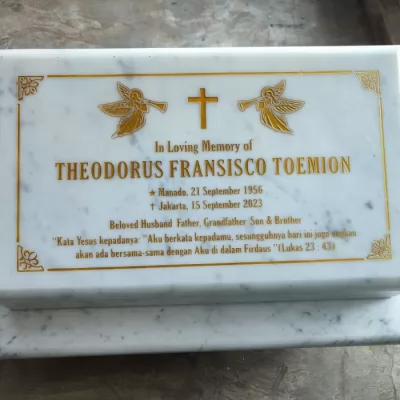 In Loving Memory of
THEODORUS FRANSISCO TOEMION
★ Manado, 21 September 1956
† Jakarta, 15 September 2023
Beloved Husband Father, Grandfather Son & Brother
"Kata Yesus kepadanya: "Aku berkata kepadamu, sesungguhnya hari ini juga engkau
akan ada bersama-sama dengan Aku di dalam Firdaus "(Lukas 23 : 43)